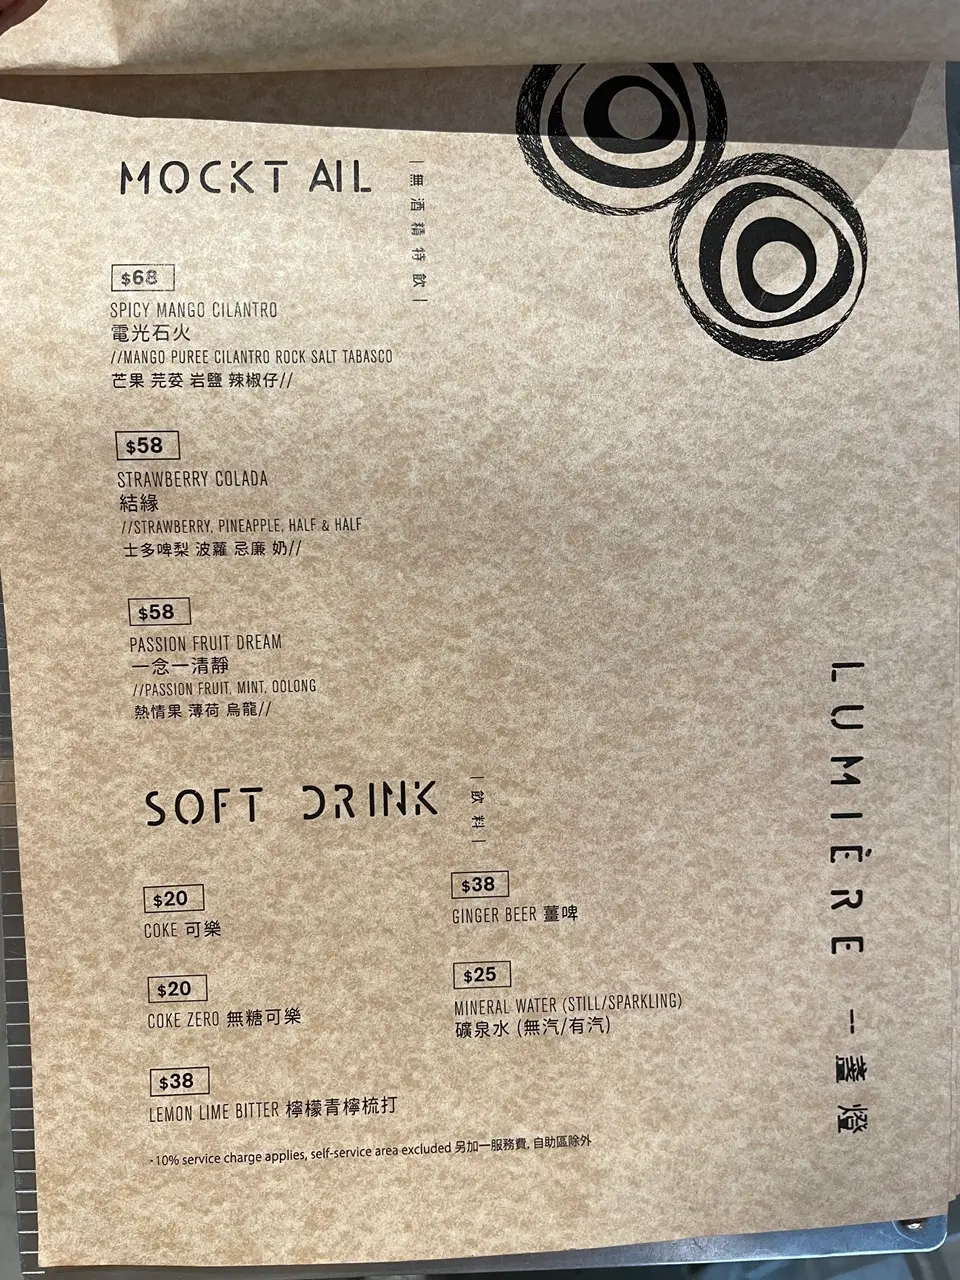 MOCKTAIL
|無酒精特飲|
$68
SPICY MANGO CILANTRO
電光石火
//MANGO PUREE CILANTRO ROCK SALT TABASCO
芒果 芫荽 岩鹽 辣椒仔//
$58
STRAWBERRY COLADA
結緣
//STRAWBERRY, PINEAPPLE, HALF & HALF
士多啤梨 波蘿 忌廉 奶//
$58
PASSION FRUIT DREAM
一念一清靜
//PASSION FRUIT, MINT, OOLONG
熱情果 薄荷 烏龍//
SOFT DRINK
|飲料|
$20
COKE 可樂
$20
COKE ZERO 無糖可樂
$38
LEMON LIME BITTER 檸檬青檸梳打
$38
GINGER BEER 薑啤
$25
MINERAL WATER (STILL/SPARKLING)
礦泉水 (無汽/有汽)
·10% service charge applies, self-service area excluded 另加一服務費, 自助區除外
LUMIÈRE 一盞燈